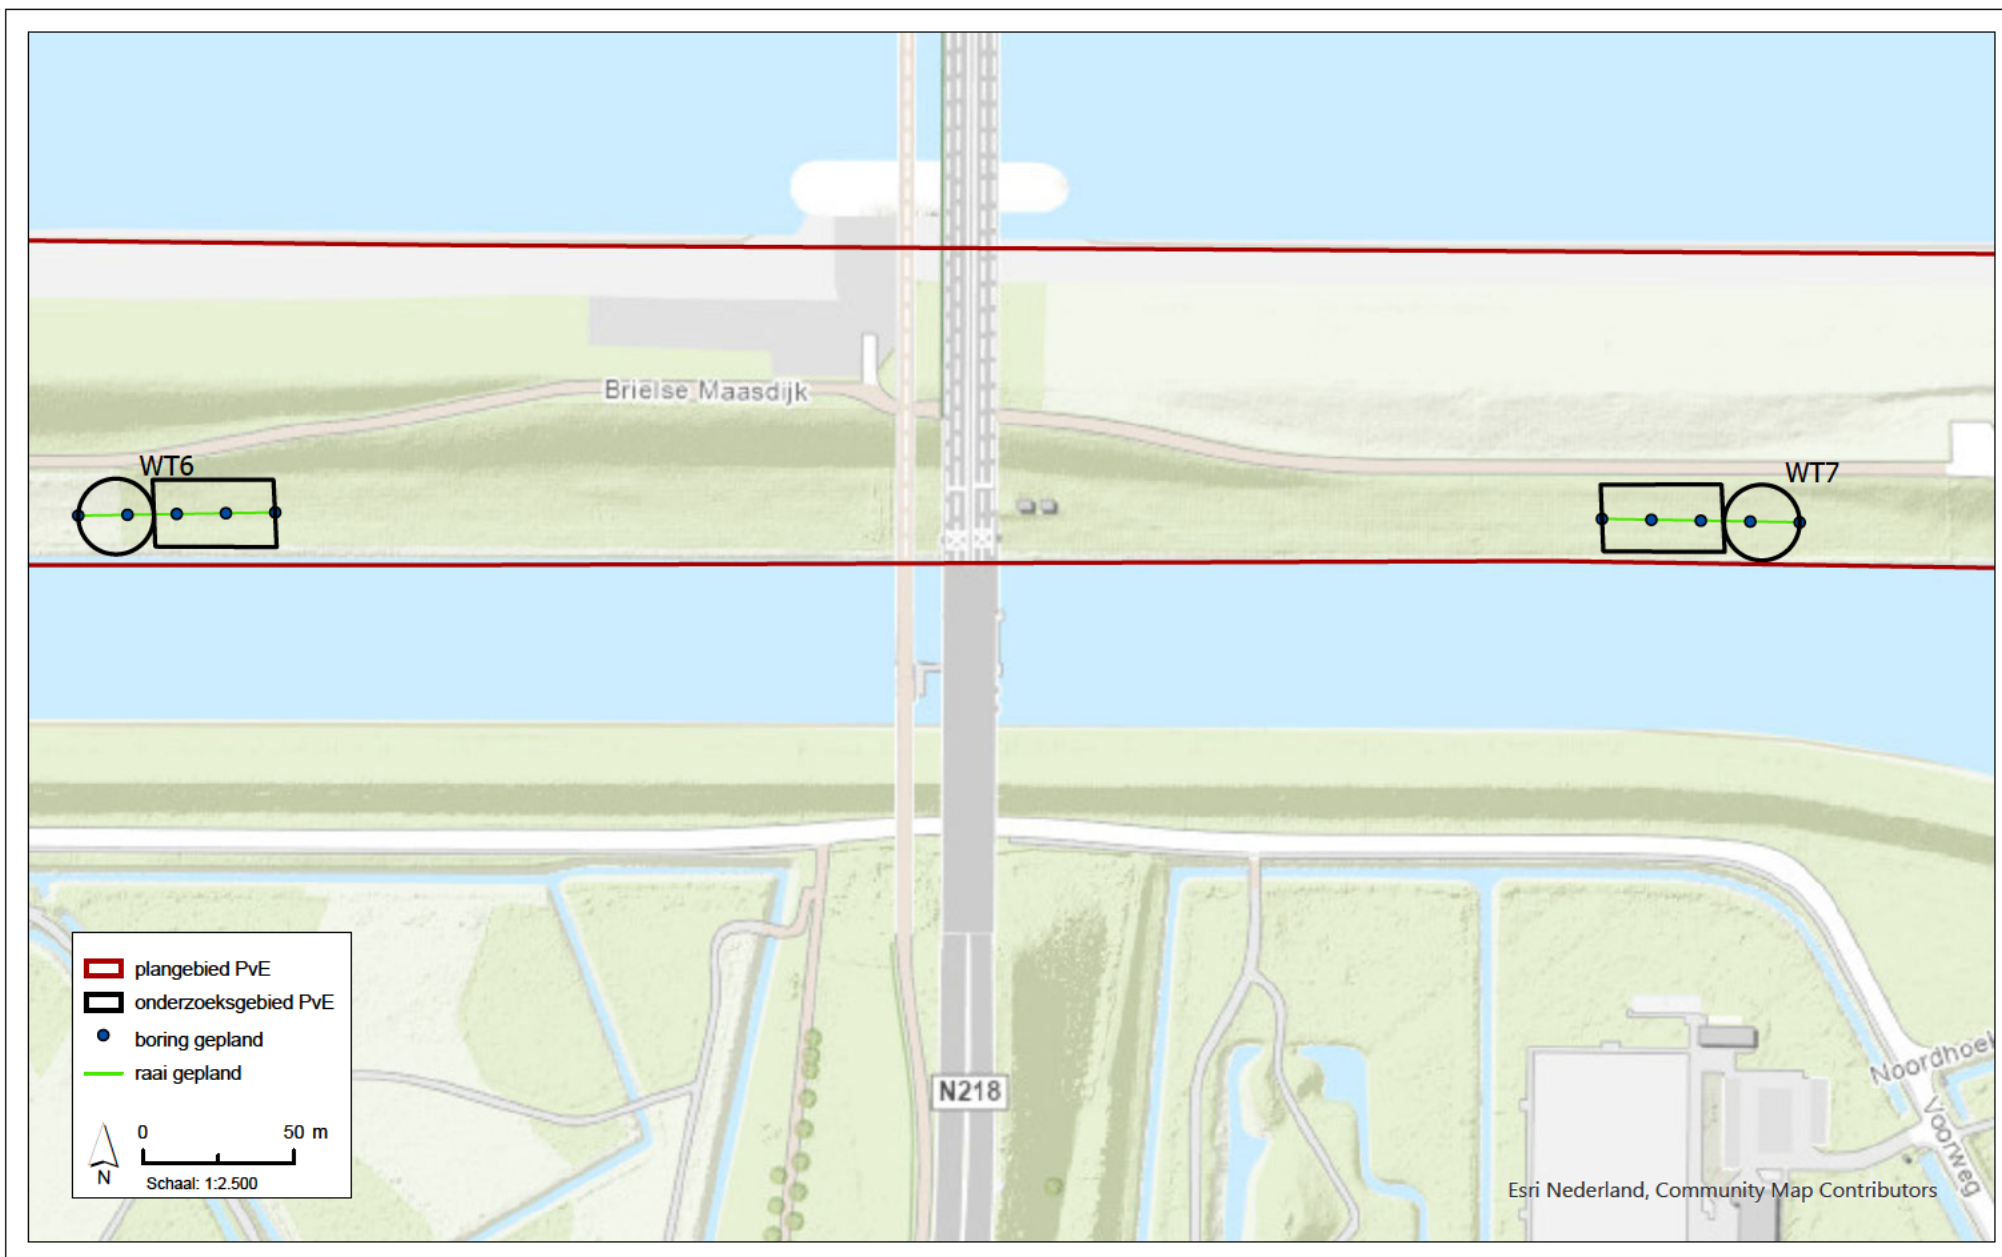 Brielse Maasdijk
WT6
WT7
plangebied PvE
onderzoeksgebied PvE
boring gepland
raai gepland
0 50 m
N
Schaal: 1:2.500
N218
Noordhoek
Voorweg
Esri Nederland, Community Map Contributors